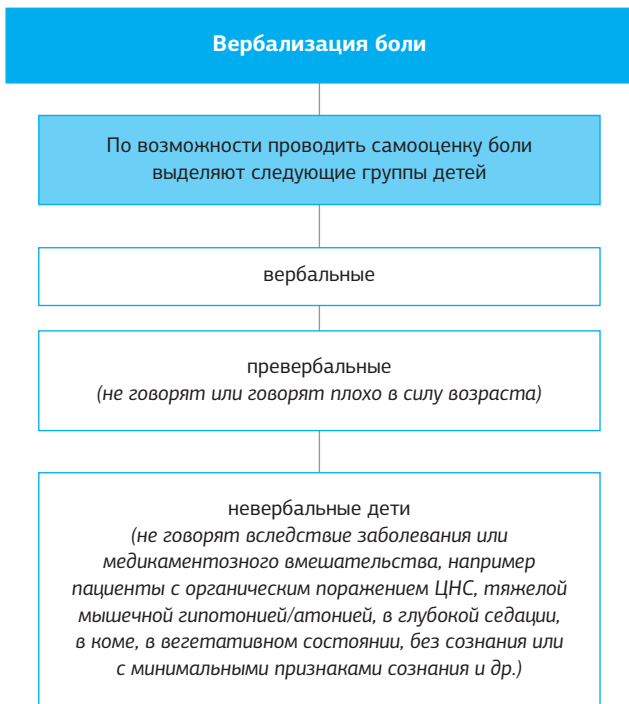 Вербализация боли
По возможности проводить самооценку боли
выделяют следующие группы детей
вербальные
превербальные
(не говорят или говорят плохо в силу возраста)
невербальные дети
(не говорят вследствие заболевания или
медикаментозного вмешательства, например
пациенты с органическим поражением ЦНС, тяжелой
мышечной гипотонией/атонией, в глубокой седации,
в коме, в вегетативном состоянии, без сознания или
с минимальными признаками сознания и др.)